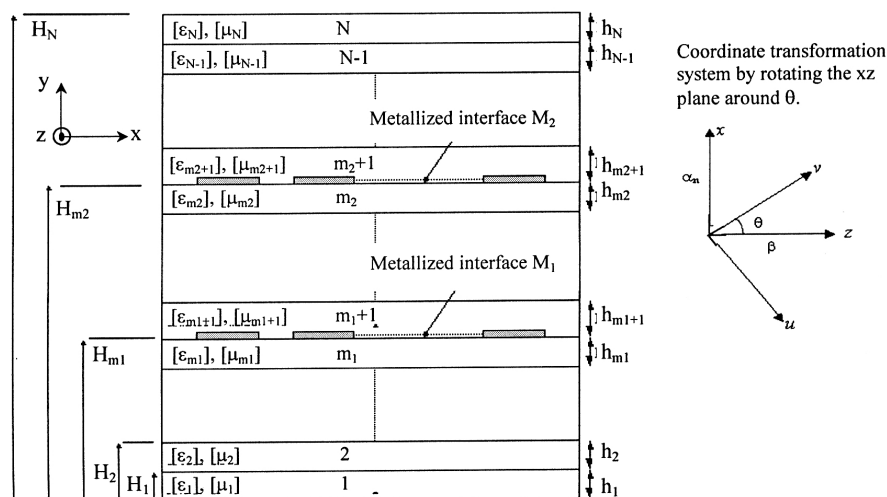 H_N
[ε_N], [μ_N] N
h_N
[ε_N-1], [μ_N-1] N-1
h_N-1
Coordinate transformation
system by rotating the xz
plane around θ.
y
z
x
Metallized interface M_2
[ε_m2+1], [μ_m2+1] m_2+1
h_m2+1
H_m2
[ε_m2], [μ_m2] m_2
h_m2
x
α_n
ν
θ
β
z
u
Metallized interface M_1
[ε_m1+1], [μ_m1+1] m_1+1
h_m1+1
H_m1
[ε_m1], [μ_m1] m_1
h_m1
H_2
[ε_2], [μ_2] 2
h_2
H_1
[ε_1], [μ_1] 1
h_1